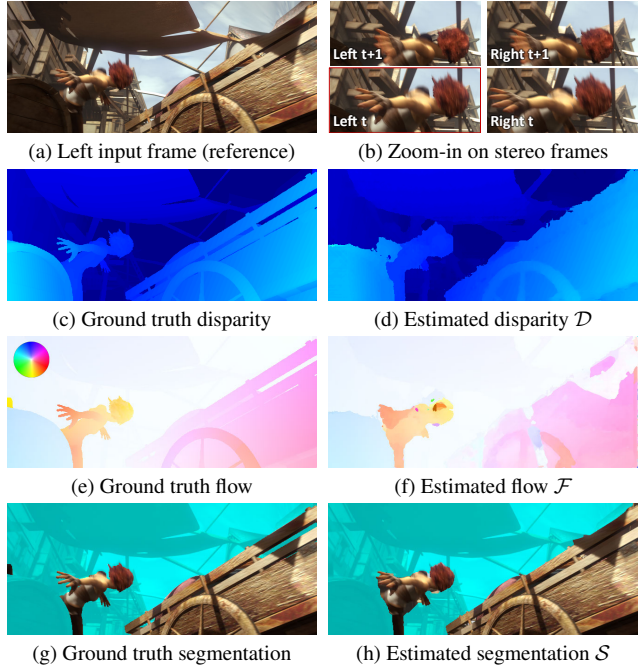 Left t+1
Right t+1
Left t
Right t
(a) Left input frame (reference)
(b) Zoom-in on stereo frames
(c) Ground truth disparity
(d) Estimated disparity 𝒟
(e) Ground truth flow
(f) Estimated flow ℱ
(g) Ground truth segmentation
(h) Estimated segmentation 𝒮